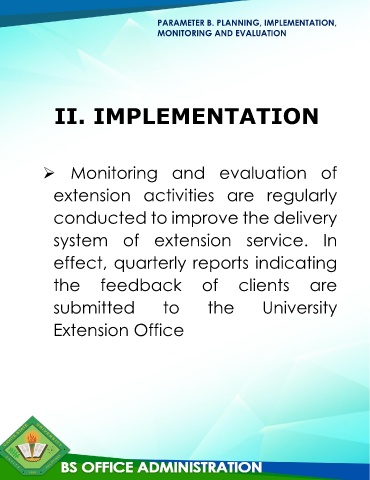 PARAMETER B. PLANNING, IMPLEMENTATION,
MONITORING AND EVALUATION
II. IMPLEMENTATION
➢ Monitoring and evaluation of
extension activities are regularly
conducted to improve the delivery
system of extension service. In
effect, quarterly reports indicating
the feedback of clients are
submitted to the University
Extension Office
BS OFFICE ADMINISTRATION